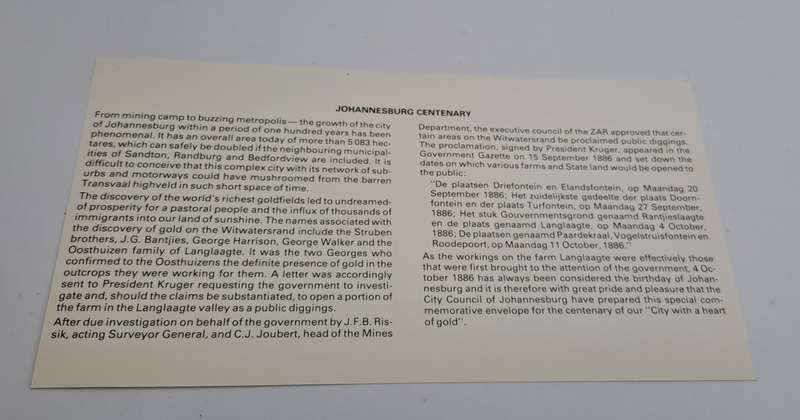 JOHANNESBURG CENTENARY
From mining camp to buzzing metropolis — the growth of the city
of Johannesburg within a period of one hundred years has been
phenomenal. It has an overall area today of more than 5 083 hec-
tares, which can safely be doubled if the neighbouring municipal-
ities of Sandton, Randburg and Bedfordview are included. It is
difficult to conceive that this complex city with its network of sub-
urbs and motorways could have mushroomed from the barren
Transvaal highveld in such short space of time.
The discovery of the world's richest goldfields led to undreamed-
of prosperity for a pastoral people and the influx of thousands of
immigrants into our land of sunshine. The names associated with
the discovery of gold on the Witwatersrand include the Struben
brothers, J.G. Bantjies, George Harrison, George Walker and the
Oosthuizen family of Langlaagte. It was the two Georges who
confirmed to the Oosthuizens the definite presence of gold in the
outcrops they were working for them. A letter was accordingly
sent to President Kruger requesting the government to investi-
gate and, should the claims be substantiated, to open a portion of
the farm in the Langlaagte valley as a public diggings.
After due investigation on behalf of the government by J.F.B. Ris-
sik, acting Surveyor General, and C.J. Joubert, head of the Mines
Department, the executive council of the ZAR approved that cer-
tain areas on the Witwatersrand be proclaimed public diggings.
The proclamation, signed by President Kruger, appeared in the
Government Gazette on 15 September 1886 and set down the
dates on which various farms and State land would be opened to
the public:
"De plaatsen Driefontein en Elandsfontein, op Maandag 20
September 1886; Het zuidelijkste gedeelte der plaats Doorn-
fontein en der plaats Turfontein, op Maandag 27 September,
1886; Het stuk Gouvernmentsgrond genaamd Rantjieslaagte
en de plaats genaamd Langlaagte, op Maandag 4 October,
1886; De plaatsen genaamd Paardekraal, Vogelstruisfontein en
Roodepoort, op Maandag 11 October, 1886."
As the workings on the farm Langlaagte were effectively those
that were first brought to the attention of the government, 4 Oc-
tober 1886 has always been considered the birthday of Johan-
nesburg and it is therefore with great pride and pleasure that the
City Council of Johannesburg have prepared this special com-
memorative envelope for the centenary of our "City with a heart
of gold".